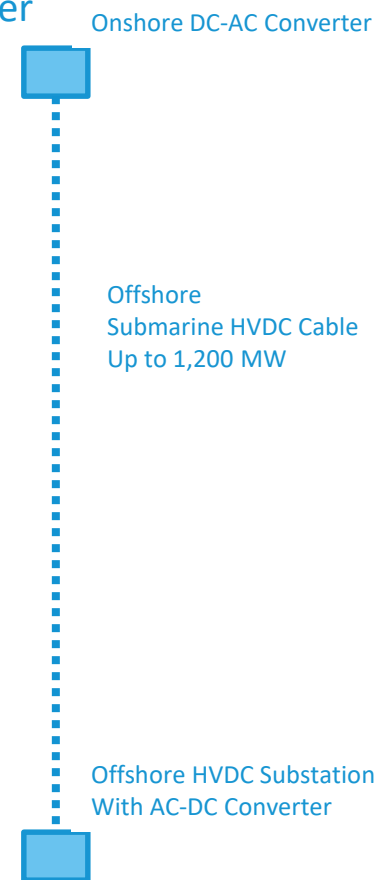 er
Onshore DC-AC Converter
Offshore
Submarine HVDC Cable
Up to 1,200 MW
Offshore HVDC Substation
With AC-DC Converter